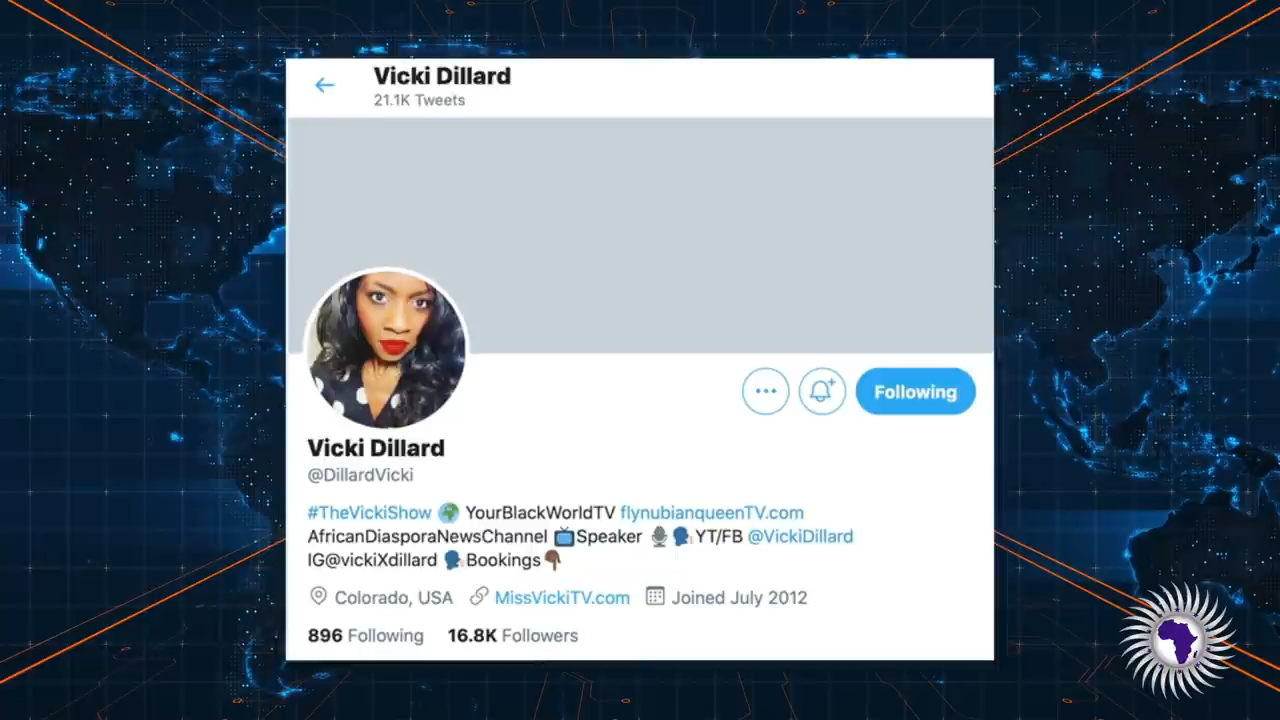 Vicki Dillard
21.1K Tweets
Following
Vicki Dillard
@DillardVicki
#TheVickiShow 🌍 YourBlackWorldTV flynubianqueenTV.com
AfricanDiasporaNewsChannel 📺Speaker 🎙️🗣️YT/FB @VickiDillard
IG@vickiXdillard 🗣️Bookings👇🏾
Colorado, USA MissVickiTV.com Joined July 2012
896 Following 16.8K Followers